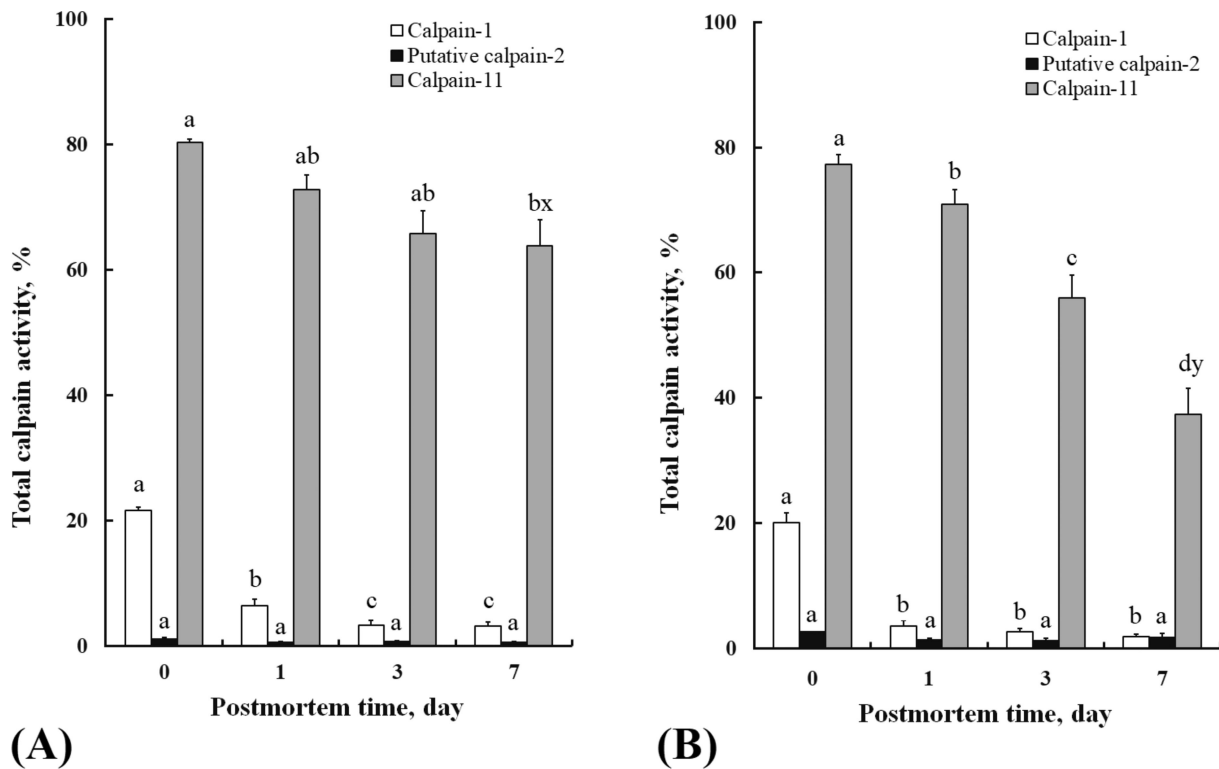 100
80
60
40
20
0
Total calpain activity, %
Calpain-1
Putative calpain-2
Calpain-11
a
ab
ab
bx
a
b
c
c
a
a
a
a
0 1 3 7
Postmortem time, day
(A)
100
80
60
40
20
0
Total calpain activity, %
Calpain-1
Putative calpain-2
Calpain-11
a
b
c
dy
a
b
b
b
a
a
a
a
0 1 3 7
Postmortem time, day
(B)